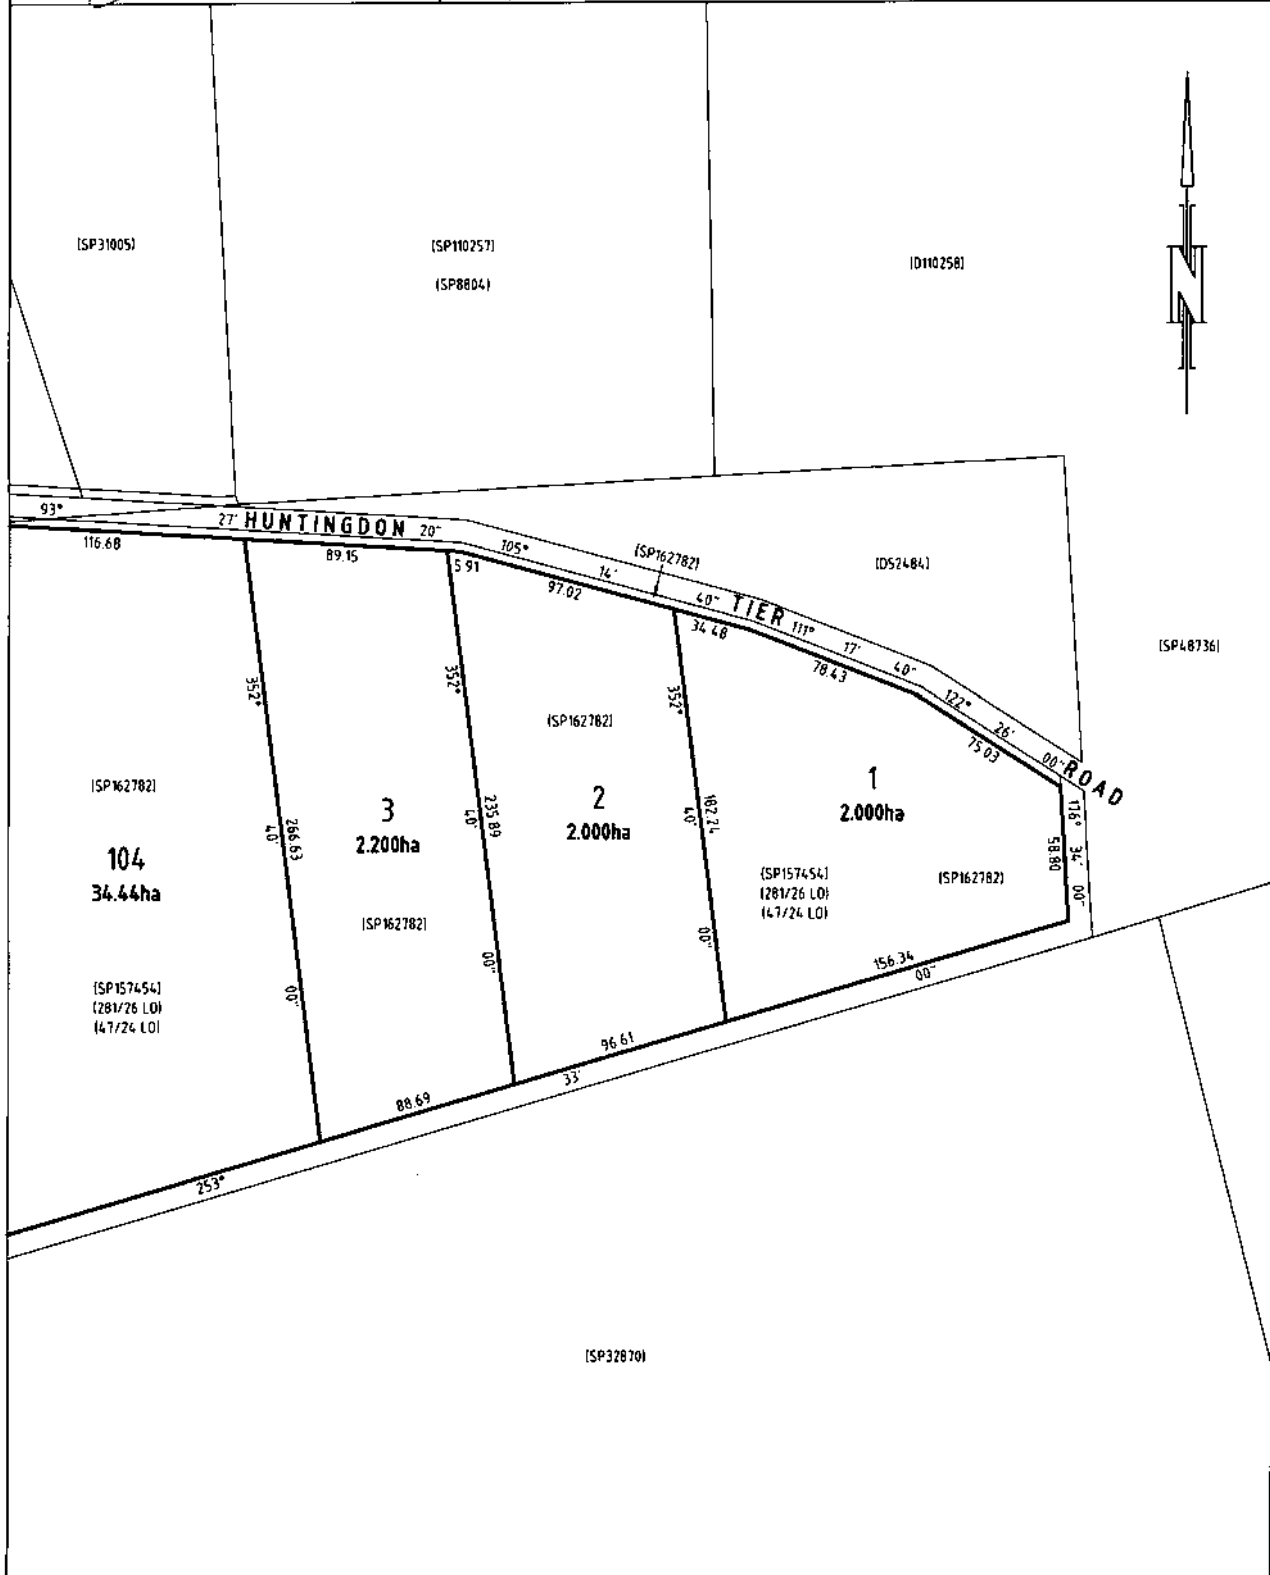 N
(SP31005)
(SP110257)
(SP8804)
(D110258)
93°
27' HUNTINGDON 20"
116.68
89.15
5.91
105°
14'
97.02
(SP162782)
40" TIER 111°
34.48
17'
78.43
40"
(D52484)
(SP48736)
122°
26'
75.03
00" ROAD
352°
352°
352°
(SP162782)
(SP162782)
104
34.44ha
266.63
40'
3
2.200ha
235.89
40'
2
2.000ha
182.74
40'
1
2.000ha
58.80
34'
00"
(SP157454)
(281/26 LO)
(47/24 LO)
(SP162782)
(SP162782)
00"
00"
00"
(SP157454)
(281/26 LO)
(47/24 LO)
156.34
00"
96.61
33'
88.69
253°
(SP32870)